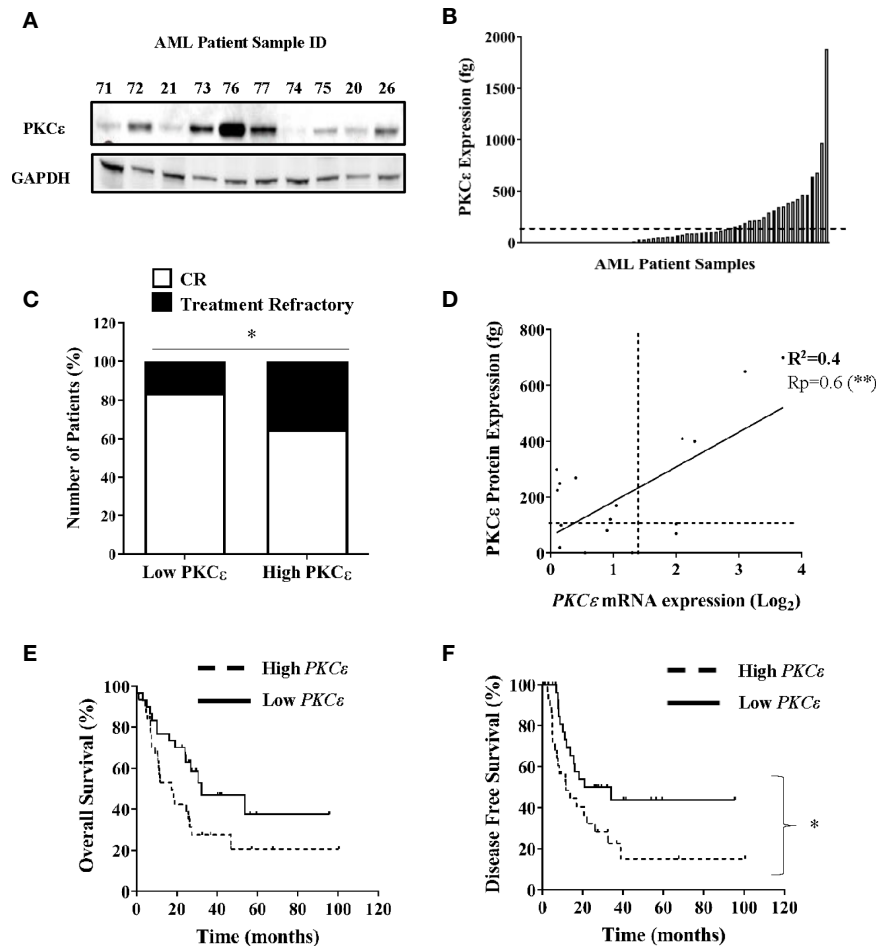 A
AML Patient Sample ID
71 72 21 73 76 77 74 75 20 26
PKCε
GAPDH
B
PKCε Expression (fg)
2000
1500
1000
500
0
AML Patient Samples
C
CR
Treatment Refractory
Number of Patients (%)
120
100
80
60
40
20
0
*
Low PKCε High PKCε
D
PKCε Protein Expression (fg)
800
600
400
200
0
R²=0.4
Rp=0.6 (**)
0 1 2 3 4
PKCε mRNA expression (Log₂)
E
High PKCε
Low PKCε
Overall Survival (%)
100
80
60
40
20
0
0 20 40 60 80 100 120
Time (months)
F
High PKCε
Low PKCε
Disease Free Survival (%)
100
80
60
40
20
0
*
0 20 40 60 80 100 120
Time (months)